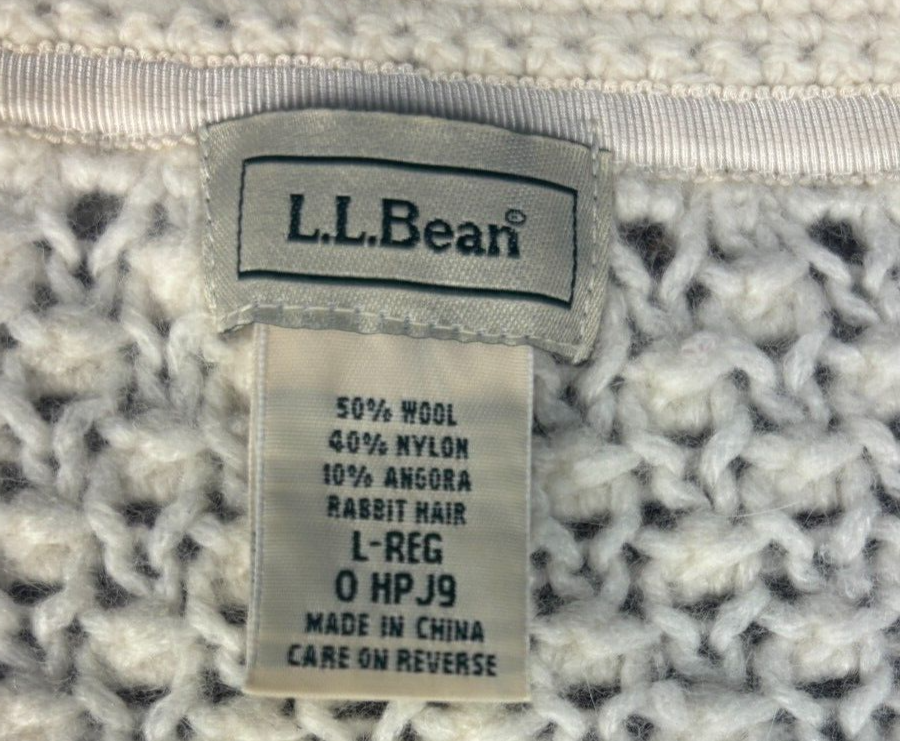 L.L.Bean©
50% WOOL
40% NYLON
10% ANGORA
RABBIT HAIR
L-REG
0 HPJ9
MADE IN CHINA
CARE ON REVERSE